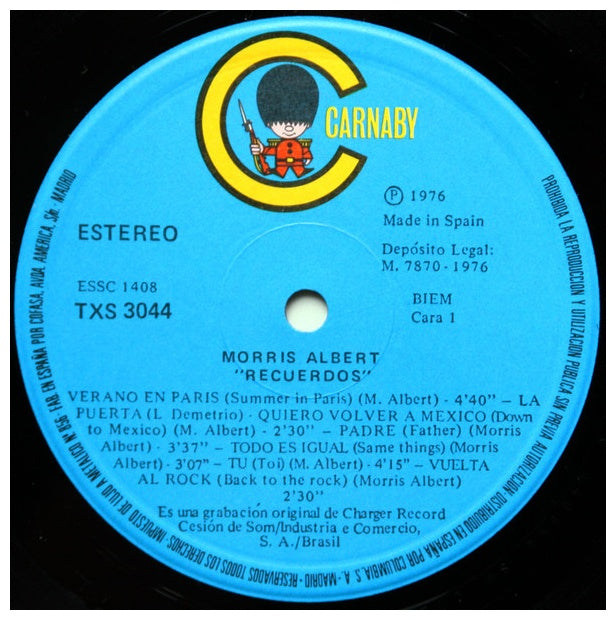 CARNABY
ESTEREO
ESSC 1408
TXS 3044
Ⓟ 1976
Made in Spain
Depósito Legal:
M. 7870-1976
BIEM
Cara 1
MORRIS ALBERT
"RECUERDOS"
VERANO EN PARIS (Summer in Paris) (M. Albert) - 4'40" — LA
PUERTA (L. Demetrio) - QUIERO VOLVER A MEXICO (Down
to Mexico) (M. Albert) - 2'30" — PADRE (Father) (Morris
Albert) - 3'37" — TODO ES IGUAL (Same things) (Morris
Albert) - 3'07" — TU (Toi) (M. Albert) - 4'15" — VUELTA
AL ROCK (Back to the rock) (Morris Albert)
2'30"
Es una grabación original de Charger Record
Cesión de Som/Industria e Comercio,
S. A./Brasil
PROHIBIDA LA REPRODUCCION Y UTILIZACION PUBLICA SIN PREVIA AUTORIZACION. DISTRIBUIDO EN ESPAÑA POR COLUMBIA, S. A. - MADRID - RESERVADOS TODOS LOS DERECHOS. IMPUESTO DE LUJO A METALICO Nº 856 - FAB. EN ESPAÑA POR COFASA, AVDA. AMERICA, S/n. - MADRID